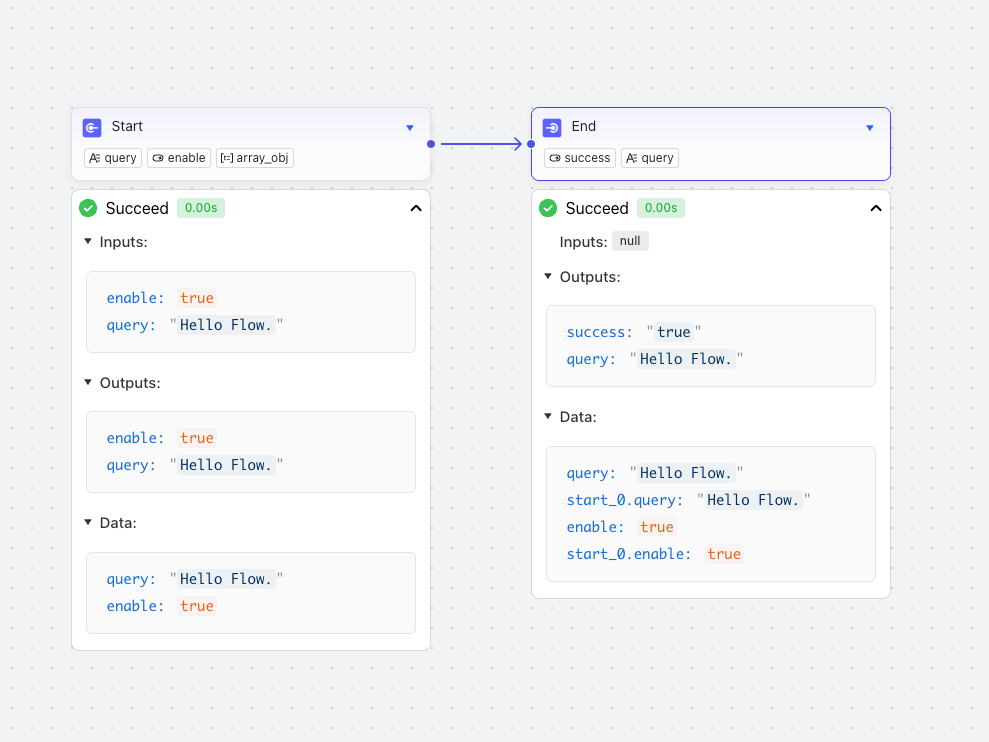 Start
query enable array_obj
Succeed 0.00s
Inputs:
enable: true
query: "Hello Flow."
Outputs:
enable: true
query: "Hello Flow."
Data:
query: "Hello Flow."
enable: true
End
success query
Succeed 0.00s
Inputs: null
Outputs:
success: "true"
query: "Hello Flow."
Data:
query: "Hello Flow."
start_0.query: "Hello Flow."
enable: true
start_0.enable: true